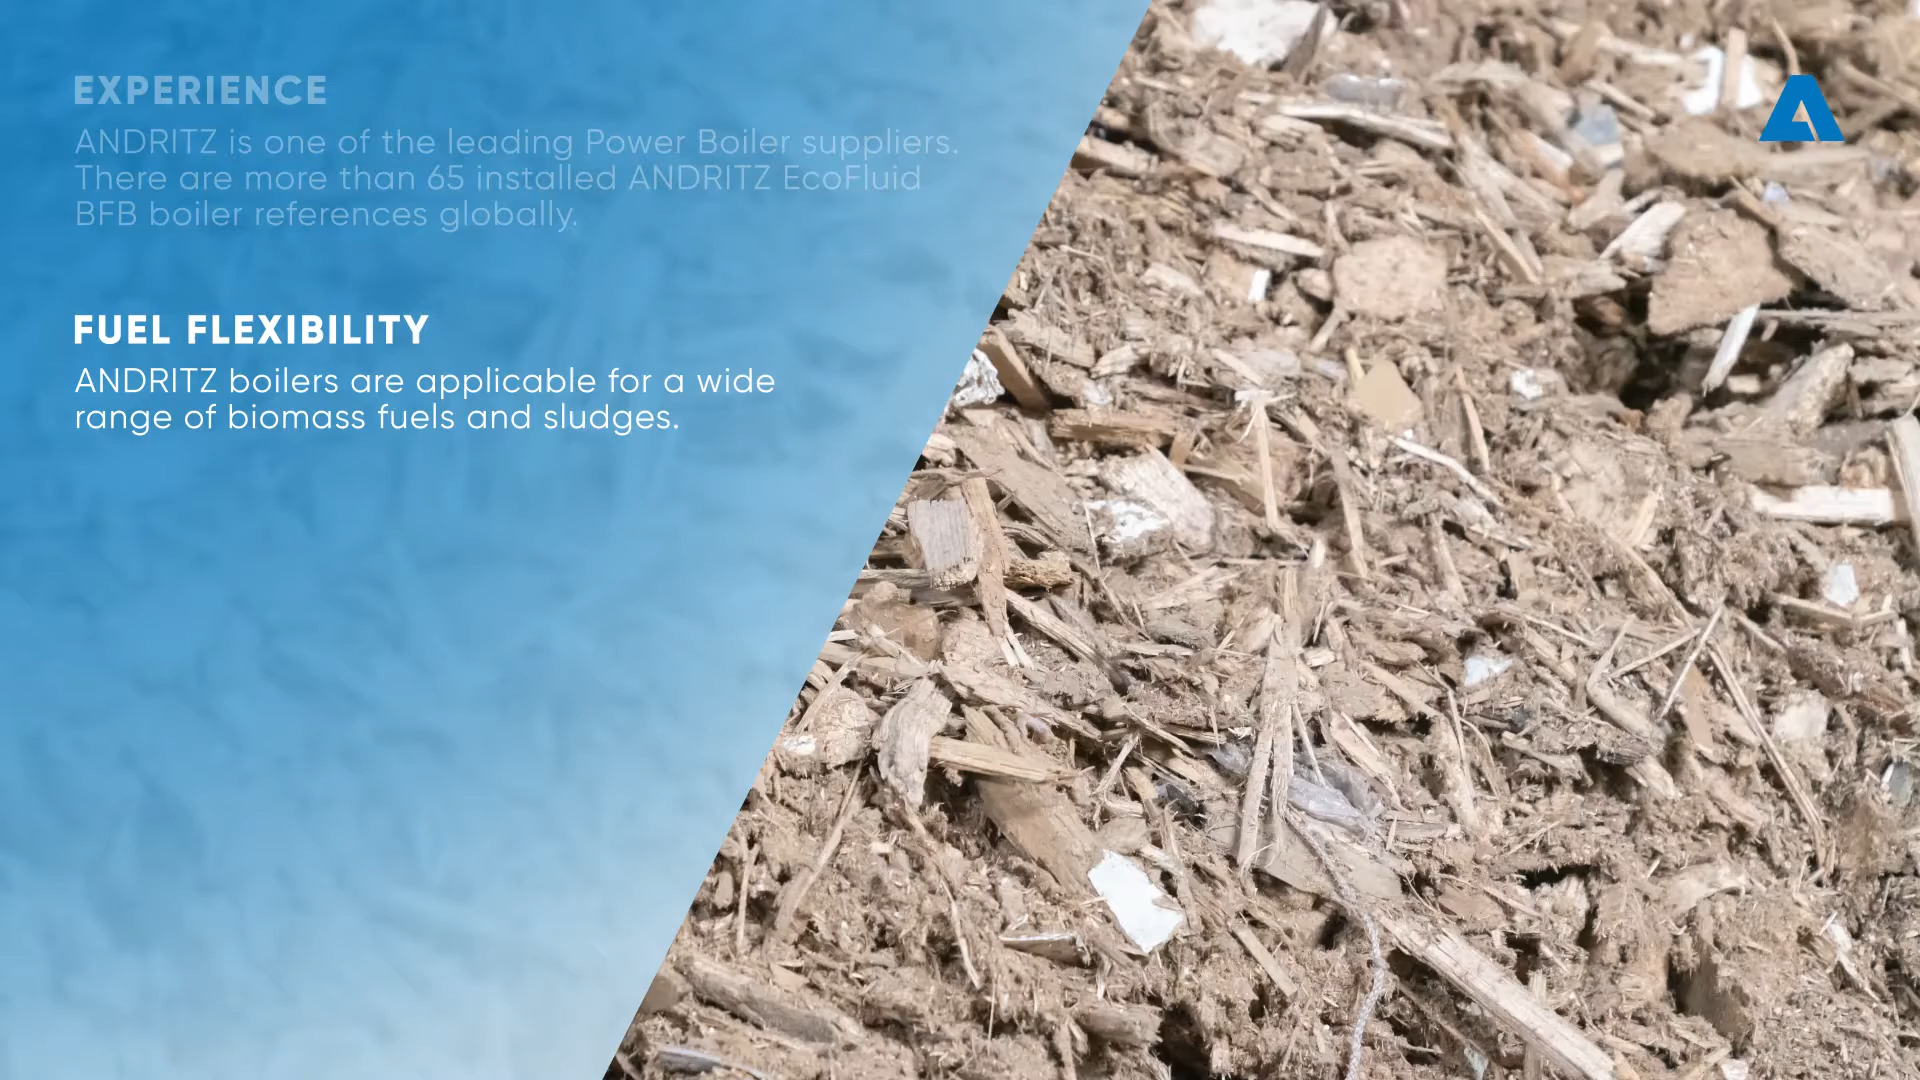 EXPERIENCE
ANDRITZ is one of the leading Power Boiler suppliers.
There are more than 65 installed ANDRITZ EcoFluid
BFB boiler references globally.
FUEL FLEXIBILITY
ANDRITZ boilers are applicable for a wide
range of biomass fuels and sludges.